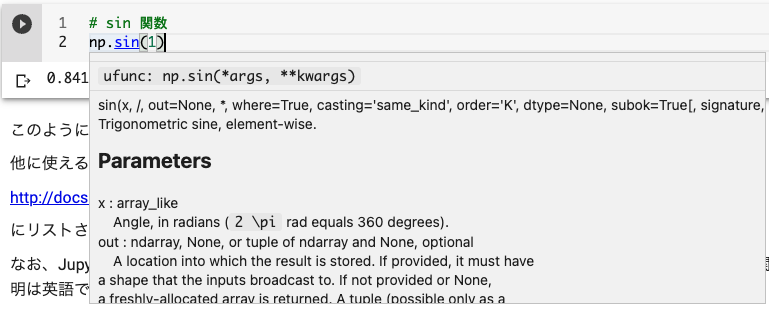 1 # sin 関数
2 np.sin(1)
0.841
ufunc: np.sin(*args, **kwargs)
sin(x, /, out=None, *, where=True, casting='same_kind', order='K', dtype=None, subok=True[, signature,
Trigonometric sine, element-wise.
Parameters
x : array_like
Angle, in radians ( 2 \pi rad equals 360 degrees).
out : ndarray, None, or tuple of ndarray and None, optional
A location into which the result is stored. If provided, it must have
a shape that the inputs broadcast to. If not provided or None,
a freshly-allocated array is returned. A tuple (possible only as a
このように
他に使える
http://docs
にリストさ
なお、Jupy
明は英語で